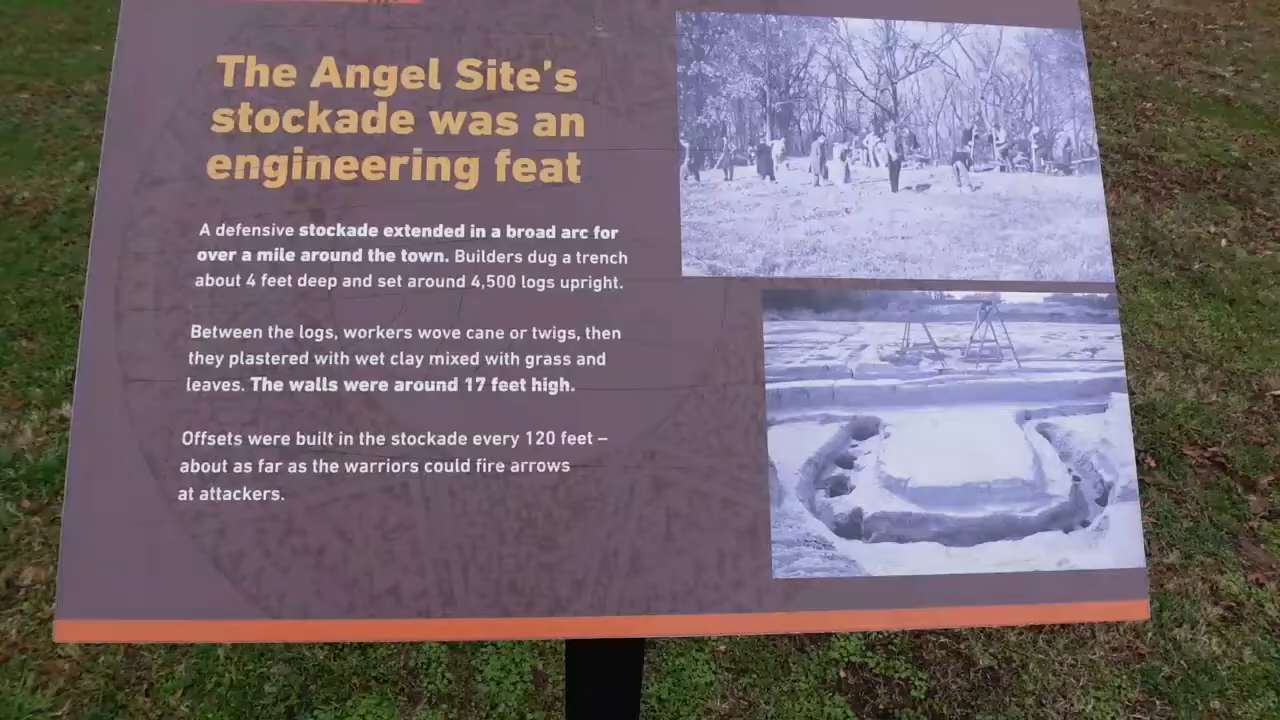 The Angel Site's
stockade was an
engineering feat
A defensive stockade extended in a broad arc for
over a mile around the town. Builders dug a trench
about 4 feet deep and set around 4,500 logs upright.
Between the logs, workers wove cane or twigs, then
they plastered with wet clay mixed with grass and
leaves. The walls were around 17 feet high.
Offsets were built in the stockade every 120 feet –
about as far as the warriors could fire arrows
at attackers.